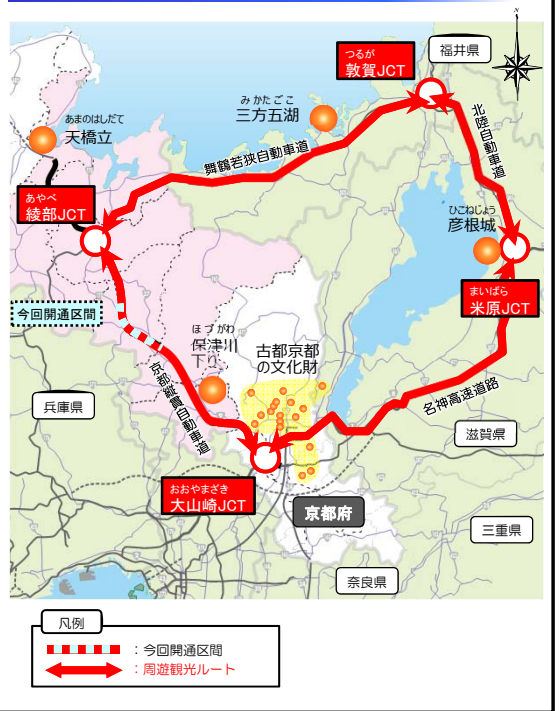 N
つるが
敦賀JCT
福井県
みかたごこ
三方五湖
あまのはしだて
天橋立
北陸自動車道
舞鶴若狭自動車道
あやべ
綾部JCT
ひこねじょう
彦根城
まいばら
米原JCT
今回開通区間
ほづがわ
保津川
下り
古都京都
の文化財
京都縦貫自動車道
名神高速道路
兵庫県
滋賀県
おおやまざき
大山崎JCT
京都府
三重県
奈良県
凡例
：今回開通区間
：周遊観光ルート